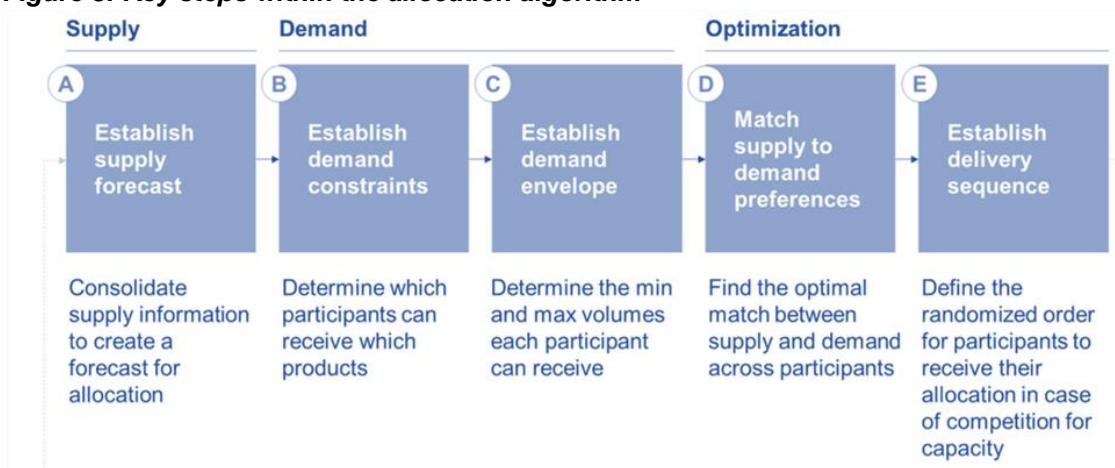 Supply
Demand
Optimization
A
Establish
supply
forecast
B
Establish
demand
constraints
C
Establish
demand
envelope
D
Match
supply to
demand
preferences
E
Establish
delivery
sequence
Consolidate
supply information
to create a
forecast for
allocation
Determine which
participants can
receive which
products
Determine the min
and max volumes
each participant
can receive
Find the optimal
match between
supply and demand
across participants
Define the
randomized order
for participants to
receive their
allocation in case
of competition for
capacity